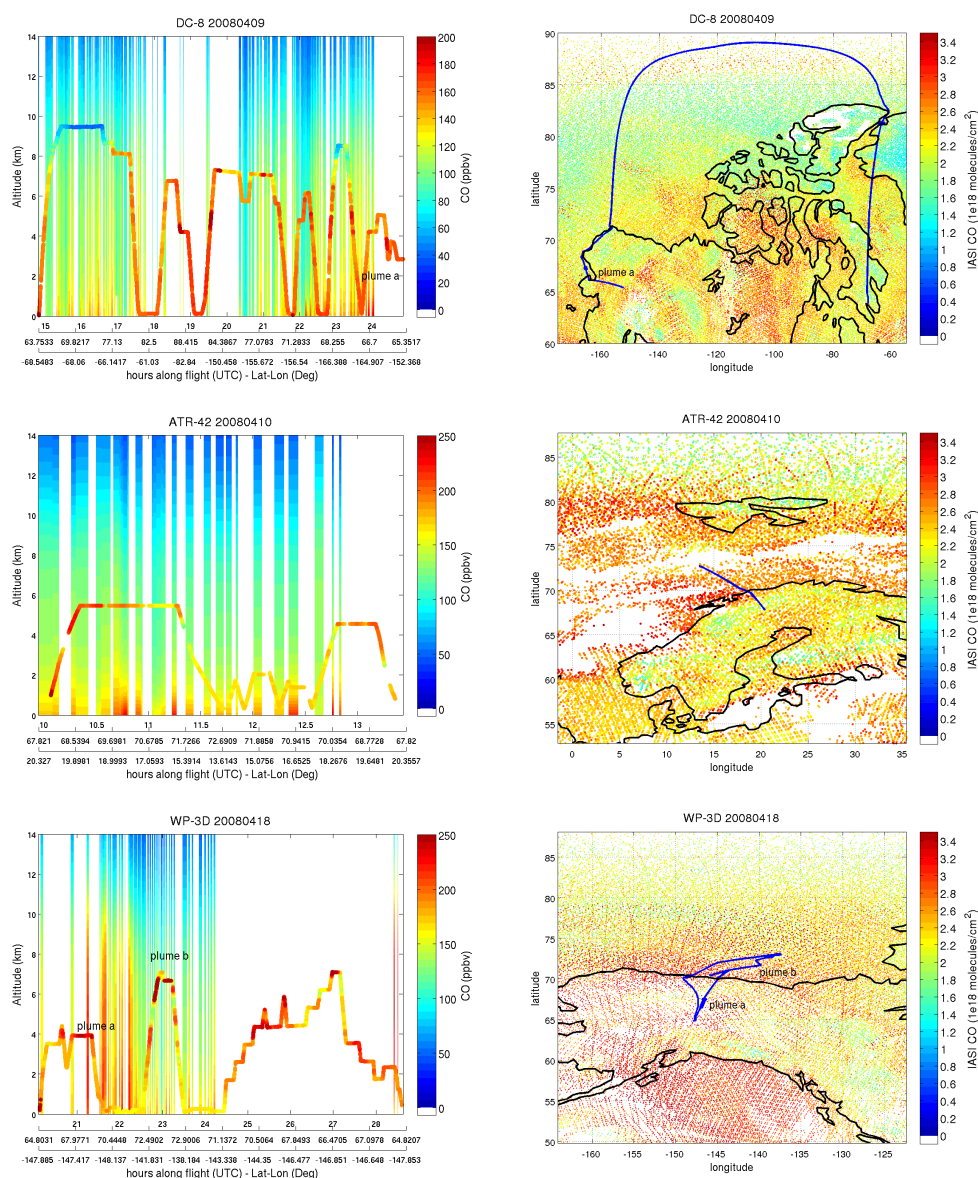 DC-8 20080409
14
12
10
8
6
4
2
0
Altitude (km)
plume a
15 16 17 18 19 20 21 22 23 24
63.7533 69.8217 77.13 82.5 88.415 84.3867 77.0783 71.2833 68.255 66.7 65.3517
-68.5483 -68.06 -66.1417 -61.03 -82.84 -150.458 -155.672 -156.54 -166.388 -164.907 -152.368
hours along flight (UTC) - Lat-Lon (Deg)
200
180
160
140
120
100
80
60
40
20
0
CO (ppbv)
DC-8 20080409
90
85
80
75
70
65
60
latitude
plume a
-160 -140 -120 -100 -80 -60
longitude
3.4
3.2
2.8
2.6
2.4
2.2
2
1.8
1.6
1.4
1.2
1
0.8
0.6
0.4
0.2
0
IASI CO (1e18 molecules/cm2)
ATR-42 20080410
14
12
10
8
6
4
2
0
Altitude (km)
10 10.5 11 11.5 12 12.5 13
67.821 68.5394 69.6981 70.6785 71.7266 72.6909 71.8858 70.9415 70.0354 68.7728 67.82
20.327 19.8981 18.9993 17.0593 15.3914 13.6143 15.0756 16.6525 18.2676 19.6481 20.3557
hours along flight (UTC) - Lat-Lon (Deg)
250
200
150
100
50
0
CO (ppbv)
ATR-42 20080410
85
80
75
70
65
60
55
latitude
0 5 10 15 20 25 30 35
longitude
3.4
3.2
2.8
2.6
2.4
2.2
2
1.8
1.6
1.4
1.2
1
0.8
0.6
0.4
0.2
0
IASI CO (1e18 molecules/cm2)
WP-3D 20080418
14
12
10
8
6
4
2
0
Altitude (km)
plume b
plume a
21 22 23 24 25 26 27 28
64.8031 67.9771 70.4448 72.4902 72.9006 71.1372 70.5064 67.8493 66.4705 67.0978 64.8207
-147.885 -147.417 -148.137 -141.831 -138.184 -144.243 -144.35 -146.477 -146.851 -146.648 -147.853
hours along flight (UTC) - Lat-Lon (Deg)
250
200
150
100
50
0
CO (ppbv)
WP-3D 20080418
85
80
75
70
65
60
55
50
latitude
plume b
plume a
-160 -155 -150 -145 -140 -135 -130 -125
longitude
3.4
3.2
2.8
2.6
2.4
2.2
2
1.8
1.6
1.4
1.2
1
0.8
0.6
0.4
0.2
0
IASI CO (1e18 molecules/cm2)